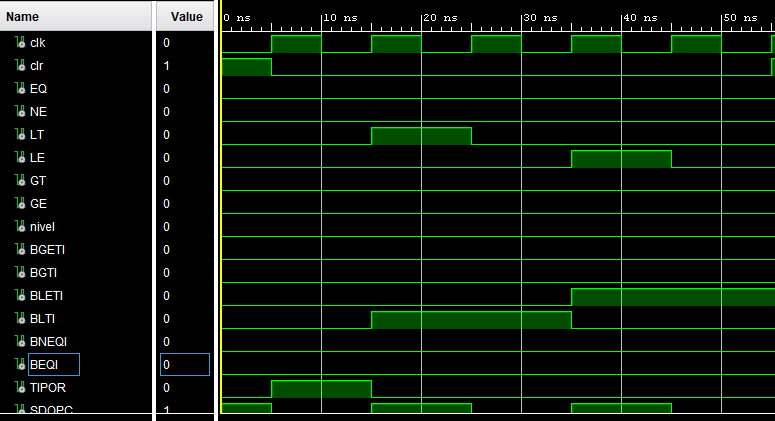 Name Value 0 ns 10 ns 20 ns 30 ns 40 ns 50 ns
clk 0
clr 1
EQ 0
NE 0
LT 0
LE 0
GT 0
GE 0
nivel 0
BGETI 0
BGTI 0
BLETI 0
BLTI 0
BNEQI 0
BEQI 0
TIPOR 0
SDOPC 1